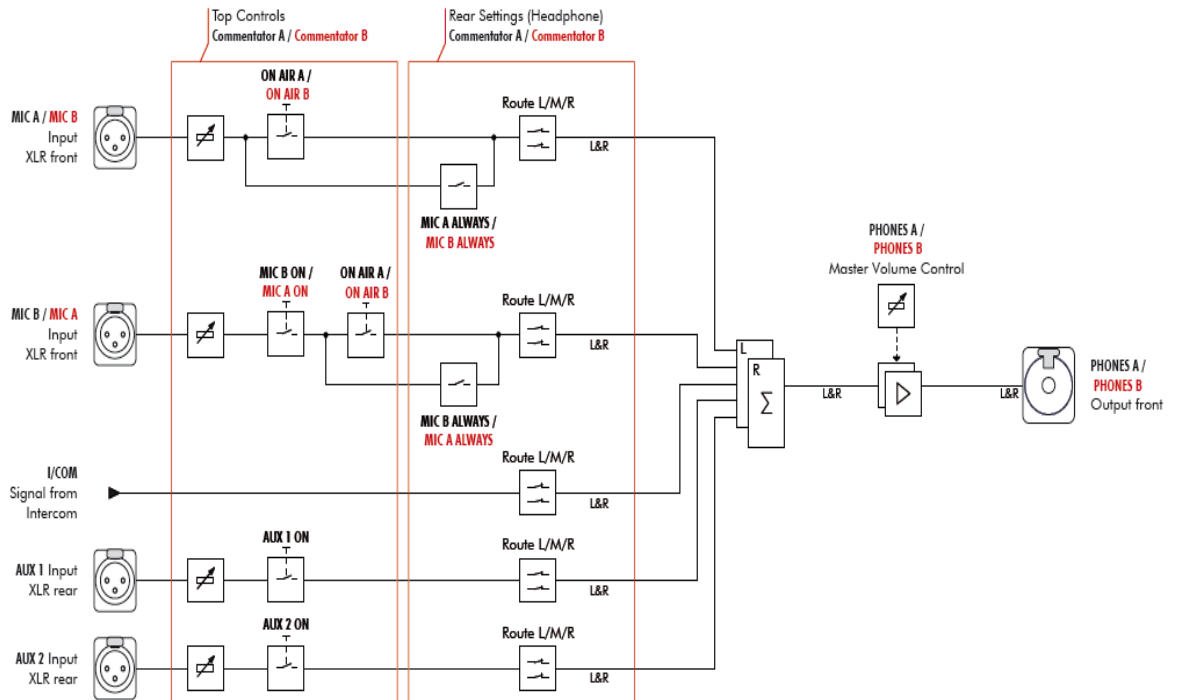 Top Controls
Commentator A / Commentator B
Rear Settings (Headphone)
Commentator A / Commentator B
MIC A / MIC B
Input
XLR front
ON AIR A /
ON AIR B
Route L/M/R
L&R
MIC A ALWAYS /
MIC B ALWAYS
MIC B / MIC A
Input
XLR front
MIC B ON /
MIC A ON
ON AIR A /
ON AIR B
Route L/M/R
L&R
MIC B ALWAYS /
MIC A ALWAYS
I/COM
Signal from
Intercom
Route L/M/R
L&R
AUX 1 Input
XLR rear
AUX 1 ON
Route L/M/R
L&R
AUX 2 Input
XLR rear
AUX 2 ON
Route L/M/R
L&R
L
R
Σ
L&R
PHONES A /
PHONES B
Master Volume Control
L&R
PHONES A /
PHONES B
Output front